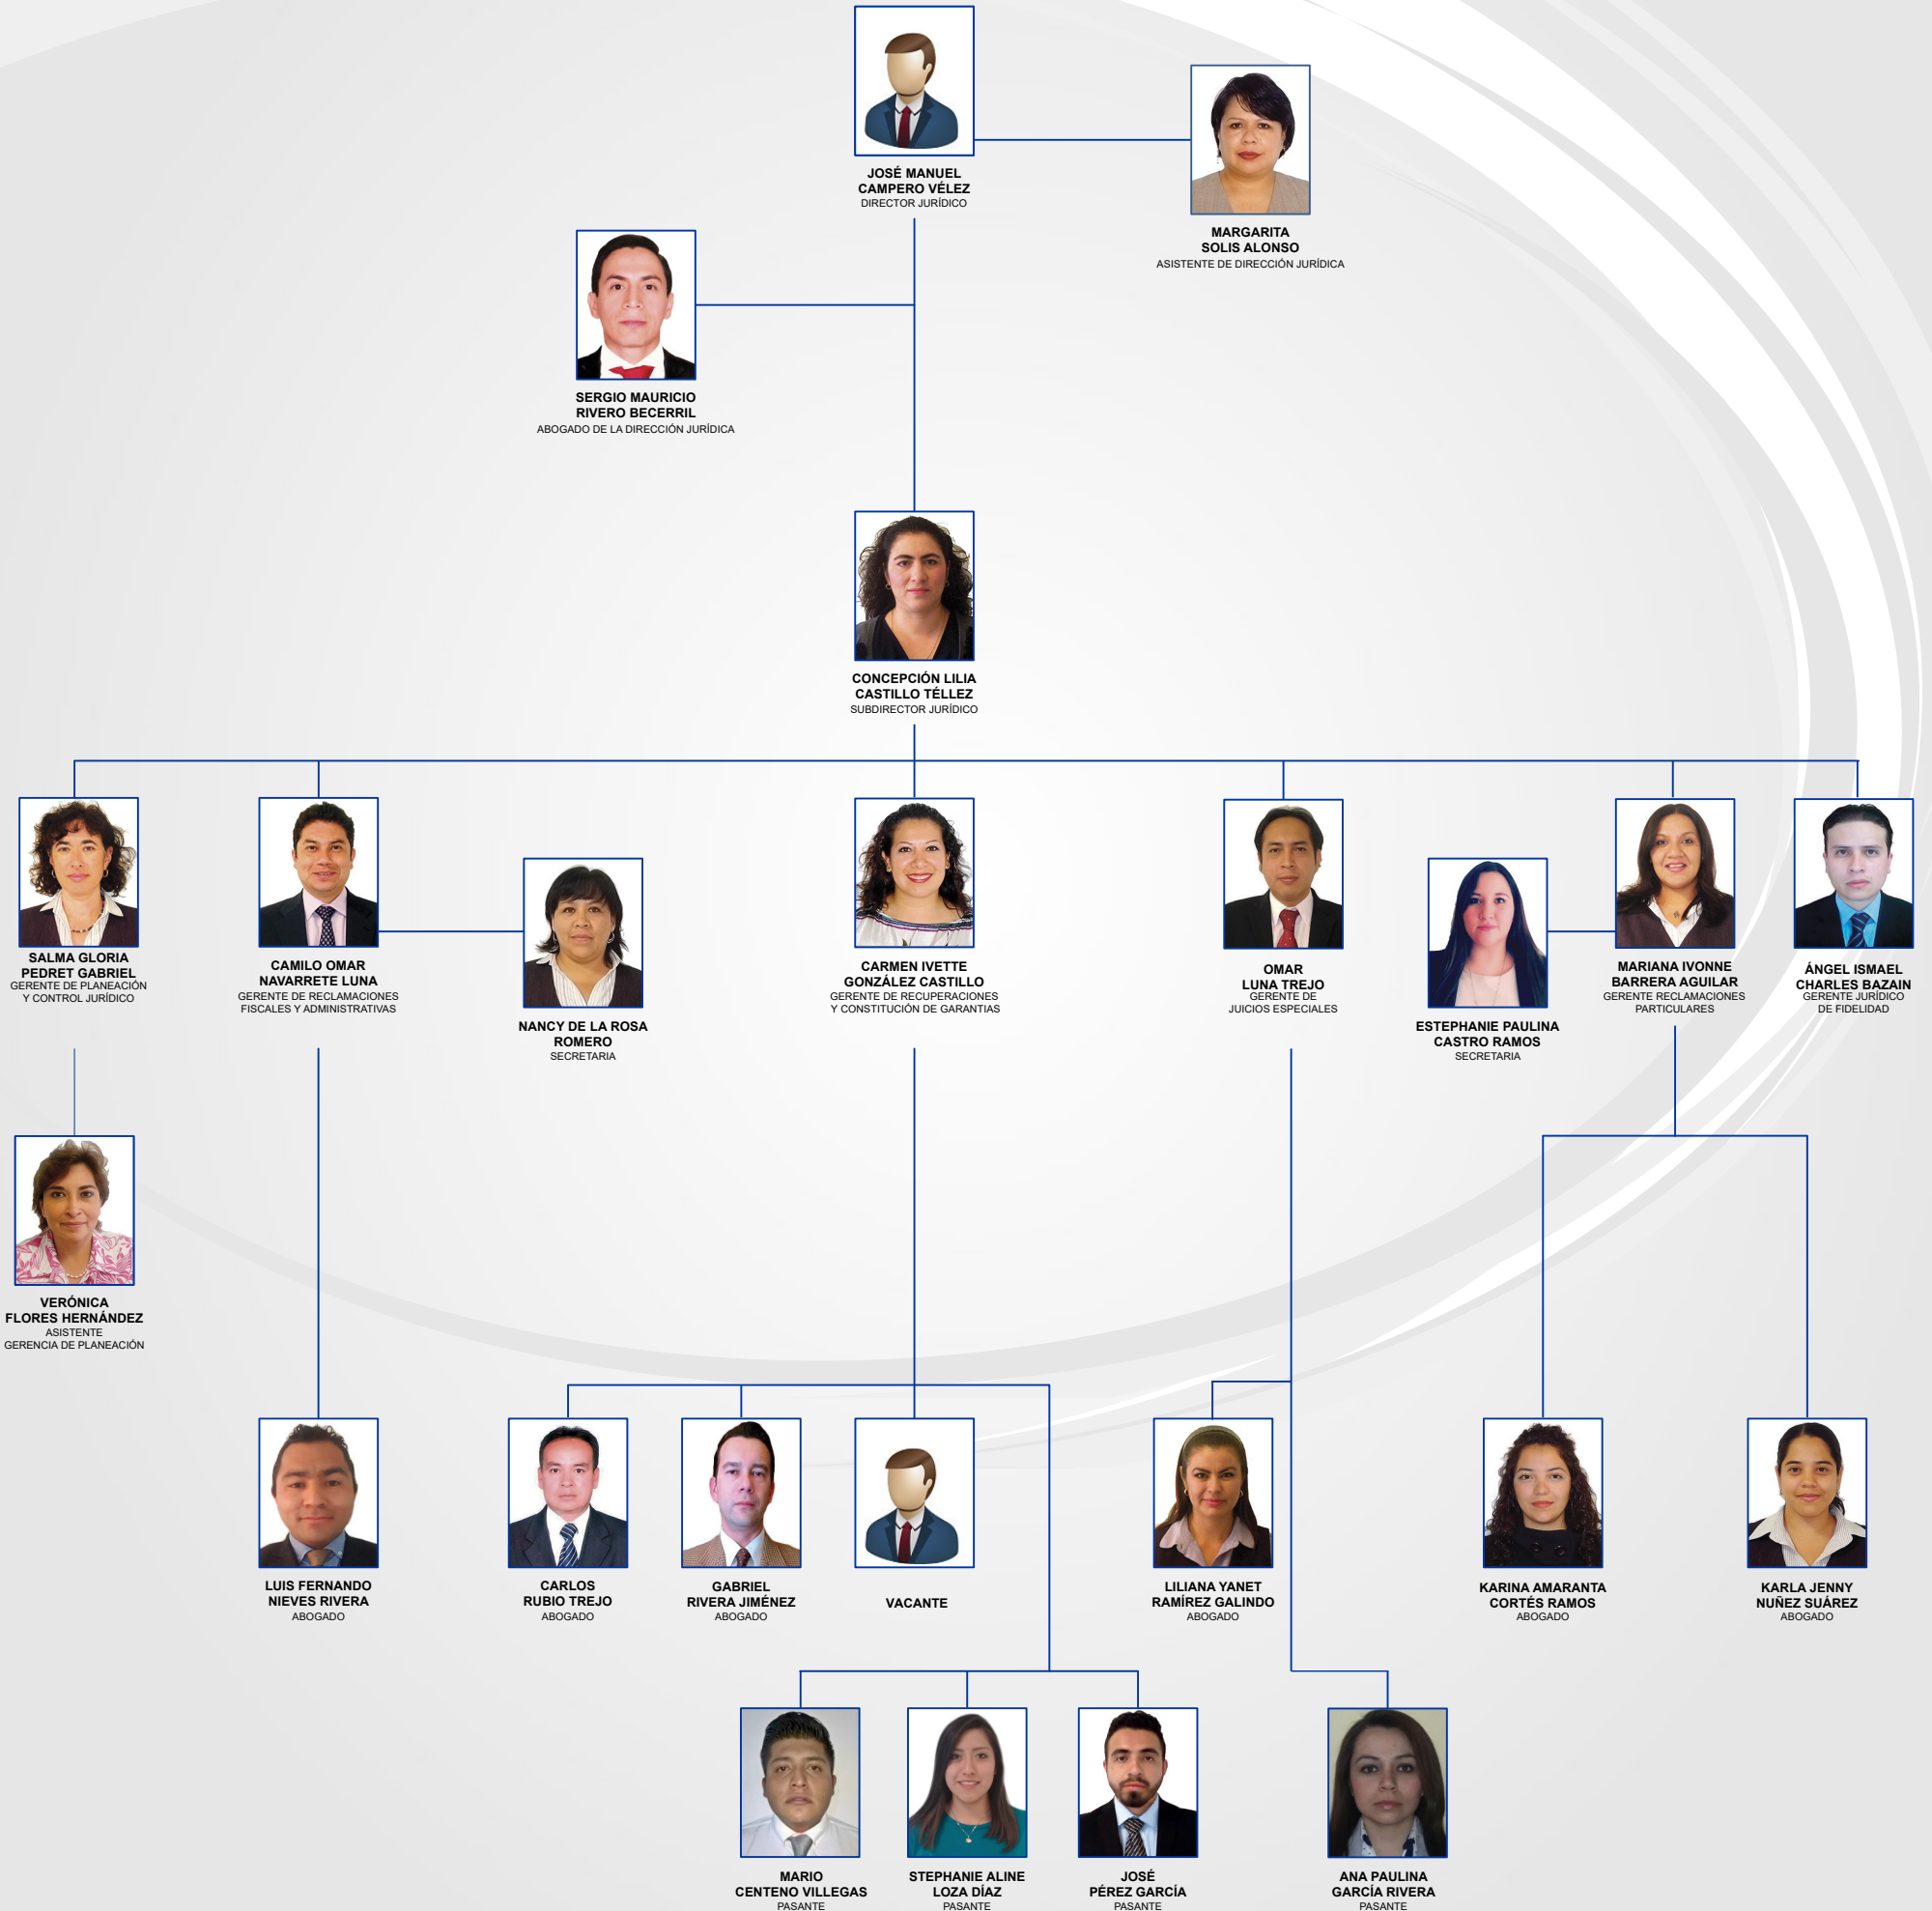 JOSÉ MANUEL
CAMPERO VÉLEZ
DIRECTOR JURÍDICO
MARGARITA
SOLIS ALONSO
ASISTENTE DE DIRECCIÓN JURÍDICA
SERGIO MAURICIO
RIVERO BECERRIL
ABOGADO DE LA DIRECCIÓN JURÍDICA
CONCEPCIÓN LILIA
CASTILLO TÉLLEZ
SUBDIRECTOR JURÍDICO
SALMA GLORIA
PEDRET GABRIEL
GERENTE DE PLANEACIÓN
Y CONTROL JURÍDICO
CAMILO OMAR
NAVARRETE LUNA
GERENTE DE RECLAMACIONES
FISCALES Y ADMINISTRATIVAS
NANCY DE LA ROSA
ROMERO
SECRETARIA
CARMEN IVETTE
GONZÁLEZ CASTILLO
GERENTE DE RECUPERACIONES
Y CONSTITUCIÓN DE GARANTIAS
OMAR
LUNA TREJO
GERENTE DE
JUICIOS ESPECIALES
ESTEPHANIE PAULINA
CASTRO RAMOS
SECRETARIA
MARIANA IVONNE
BARRERA AGUILAR
GERENTE RECLAMACIONES
PARTICULARES
ÁNGEL ISMAEL
CHARLES BAZAIN
GERENTE JURÍDICO
DE FIDELIDAD
VERÓNICA
FLORES HERNÁNDEZ
ASISTENTE
GERENCIA DE PLANEACIÓN
LUIS FERNANDO
NIEVES RIVERA
ABOGADO
CARLOS
RUBIO TREJO
ABOGADO
GABRIEL
RIVERA JIMÉNEZ
ABOGADO
VACANTE
LILIANA YANET
RAMÍREZ GALINDO
ABOGADO
KARINA AMARANTA
CORTÉS RAMOS
ABOGADO
KARLA JENNY
NUÑEZ SUÁREZ
ABOGADO
MARIO
CENTENO VILLEGAS
PASANTE
STEPHANIE ALINE
LOZA DÍAZ
PASANTE
JOSÉ
PÉREZ GARCÍA
PASANTE
ANA PAULINA
GARCÍA RIVERA
PASANTE